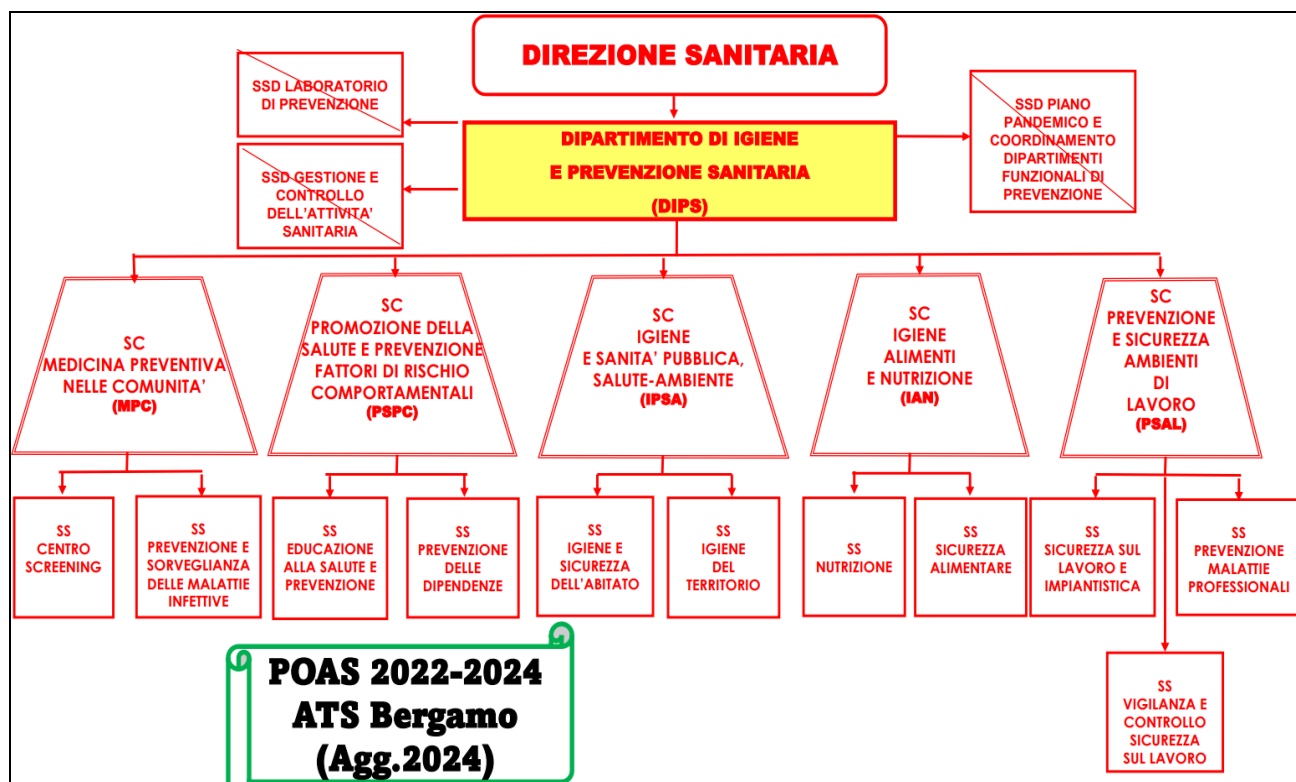 DIREZIONE SANITARIA
SSD LABORATORIO
DI PREVENZIONE
SSD PIANO
PANDEMICO E
COORDINAMENTO
DIPARTIMENTI
FUNZIONALI DI
PREVENZIONE
DIPARTIMENTO DI IGIENE
E PREVENZIONE SANITARIA
(DIPS)
SSD GESTIONE E
CONTROLLO
DELL'ATTIVITA'
SANITARIA
SC
MEDICINA PREVENTIVA
NELLE COMUNITA'
(MPC)
SC
PROMOZIONE DELLA
SALUTE E PREVENZIONE
FATTORI DI RISCHIO
COMPORTAMENTALI
(PSPC)
SC
IGIENE
E SANITA' PUBBLICA,
SALUTE-AMBIENTE
(IPSA)
SC
IGIENE
ALIMENTI
E NUTRIZIONE
(IAN)
SC
PREVENZIONE
E SICUREZZA
AMBIENTI
DI
LAVORO
(PSAL)
SS
CENTRO
SCREENING
SS
PREVENZIONE E
SORVEGLIANZA
DELLE MALATTIE
INFETTIVE
SS
EDUCAZIONE
ALLA SALUTE E
PREVENZIONE
SS
PREVENZIONE
DELLE
DIPENDENZE
SS
IGIENE E
SICUREZZA
DELL'ABITATO
SS
IGIENE
DEL
TERRITORIO
SS
NUTRIZIONE
SS
SICUREZZA
ALIMENTARE
SS
SICUREZZA SUL
LAVORO E
IMPIANTISTICA
SS
PREVENZIONE
MALATTIE
PROFESSIONALI
SS
VIGILANZA E
CONTROLLO
SICUREZZA
SUL LAVORO
POAS 2022-2024
ATS Bergamo
(Agg.2024)